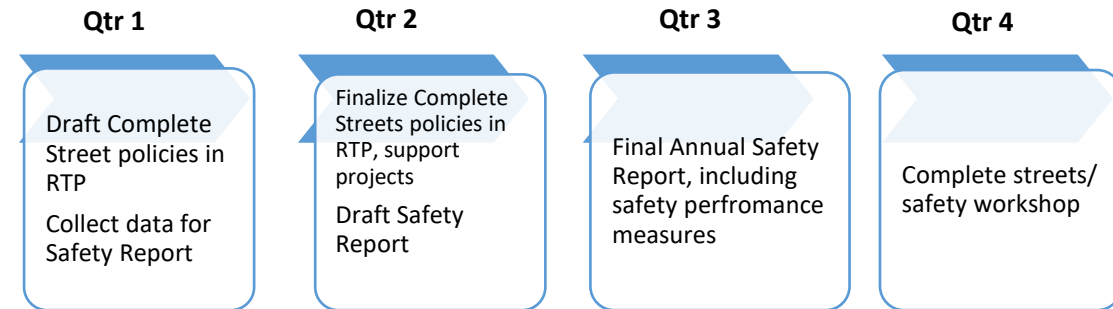 Qtr 1
Draft Complete
Street policies in
RTP
Collect data for
Safety Report
Qtr 2
Finalize Complete
Streets policies in
RTP, support
projects
Draft Safety
Report
Qtr 3
Final Annual Safety
Report, including
safety perfromance
measures
Qtr 4
Complete streets/
safety workshop